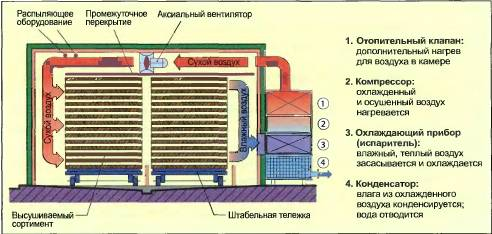 Распыляющее
оборудование
Промежуточное
перекрытие
Аксиальный вентилятор
Сухой воздух
Сухой воздух
Влажный воздух
1
2
3
4
Высушиваемый
сортимент
Штабельная тележка
1. Отопительный клапан:
дополнительный нагрев
для воздуха в камере
2. Компрессор:
охлажденный
и осушенный воздух
нагревается
3. Охлаждающий прибор
(испаритель):
влажный, теплый воздух
засасывается и охлаждается
4. Конденсатор:
влага из охлажденного
воздуха конденсируется;
вода отводится